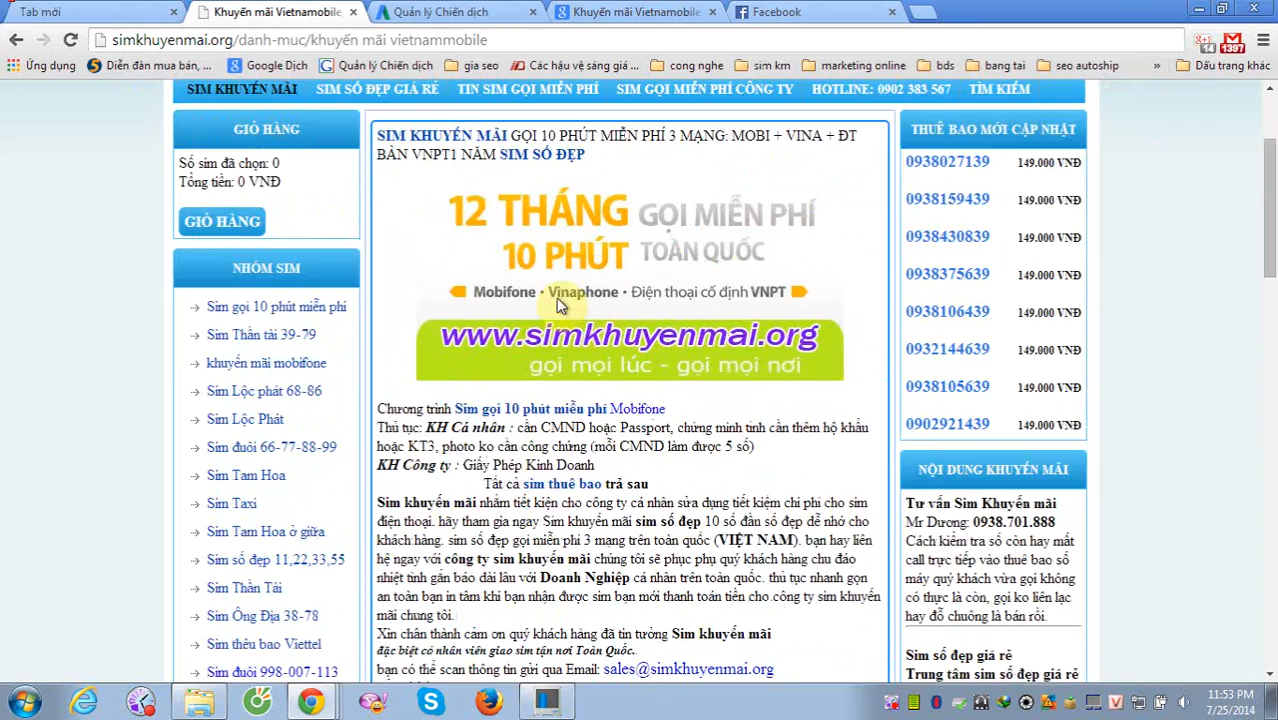 Tab mới
Khuyến mãi Vietnamobile,
Quản lý Chiến dịch
Khuyến mãi Vietnamobile,
Facebook
simkhuyenmai.org/danh-muc/khuyến mãi vietnammobile
14
1397
Ứng dụng
Diễn đàn mua bán, ...
Google Dịch
Quản lý Chiến dịch
gia seo
Các hậu vệ sáng giá ...
cong nghe
sim km
marketing online
bds
bang tai
seo autoship
»
Dấu trang khác
SIM KHUYẾN MÃI
SIM SỐ ĐẸP GIÁ RẺ
TIN SIM GỌI MIỄN PHÍ
SIM GỌI MIỄN PHÍ CÔNG TY
HOTLINE: 0902 383 567
TÌM KIẾM
GIỎ HÀNG
Số sim đã chọn: 0
Tổng tiền: 0 VNĐ
GIỎ HÀNG
NHÓM SIM
Sim gọi 10 phút miễn phí
Sim Thần tài 39-79
khuyến mãi mobifone
Sim Lộc phát 68-86
Sim Lộc Phát
Sim đuôi 66-77-88-99
Sim Tam Hoa
Sim Taxi
Sim Tam Hoa ở giữa
Sim số đẹp 11,22,33,55
Sim Thần Tài
Sim Ông Địa 38-78
Sim thêu bao Viettel
Sim đuôi 998-007-113
SIM KHUYẾN MÃI GỌI 10 PHÚT MIỄN PHÍ 3 MẠNG: MOBI + VINA + ĐT
BÀN VNPT1 NĂM SIM SỐ ĐẸP
12 THÁNG GỌI MIỄN PHÍ
10 PHÚT TOÀN QUỐC
Mobifone • Vinaphone • Điện thoại cố định VNPT
www.simkhuyenmai.org
gọi mọi lúc - gọi mọi nơi
Chương trình Sim gọi 10 phút miễu phí Mobifone
Thủ tục: KH Cá nhân : cần CMND hoặc Passport, chứng minh tỉnh cần thêm hộ khẩu
hoặc KT3, photo ko cần công chứng (mỗi CMND làm được 5 số)
KH Công ty : Giấy Phép Kinh Doanh
Tất cả sim thuê bao trả sau
Sim khuyến mãi nhằm tiết kiện cho công ty cá nhân sửa dụng tiết kiệm chi phí cho sim
điện thoại. hãy tham gia ngay Sim khuyến mãi sim số đẹp 10 số đầu số đẹp dễ nhớ cho
khách hàng. sim số đẹp gọi miễn phí 3 mạng trên toàn quốc (VIỆT NAM). bạn hay liên
hệ ngay với công ty sim khuyến mãi chúng tôi sẽ phục phụ quý khách hàng chu đáo
nhiệt tình gắn báo dài lâu với Doanh Nghiệp cá nhân trên toàn quốc. thủ tục nhanh gọn
an toàn bạn in tâm khi bạn nhận được sim bạn mới thanh toán tiền cho.công ty sim khuyến
mãi chung tôi.
Xin chân thành cảm ơn quý khách hàng đã tin tưởng Sim khuyến mãi
đặc biệt có nhân viên giao sim tận nơi Toàn Quốc.
bạn có thể scan thông tin gửi qua Email: sales@simkhuyenmai.org
THUÊ BAO MỚI CẬP NHẬT
0938027139 149.000 VNĐ
0938159439 149.000 VNĐ
0938430839 149.000 VNĐ
0938375639 149.000 VNĐ
0938106439 149.000 VNĐ
0932144639 149.000 VNĐ
0938105639 149.000 VNĐ
0902921439 149.000 VNĐ
NỘI DUNG KHUYẾN MÃI
Tư vấn Sim Khuyến mãi
Mr Dương: 0938.701.888
Cách kiểm tra số còn hay mất
call trực tiếp vào thuê bao số
máy quý khách vừa gọi không
có thực là còn, gọi ko liên lạc
hay đỗ chuông là bán rồi.
Sim số đẹp giá rẻ
Trung tâm sim số đẹp giá rẻ
11:53 PM
7/25/2014